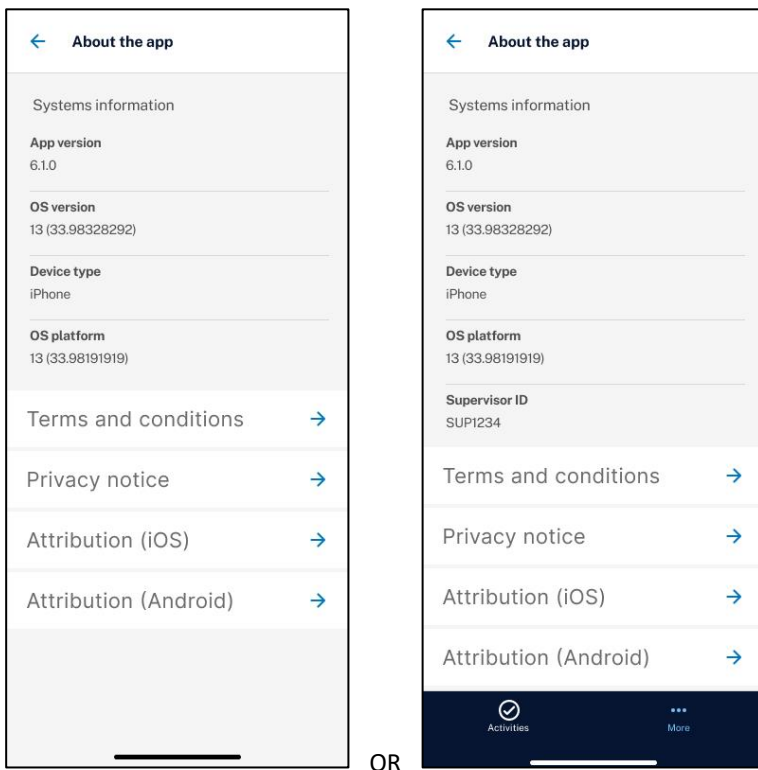 About the app
Systems information
App version
6.1.0
OS version
13 (33.98328292)
Device type
iPhone
OS platform
13 (33.98191919)
Terms and conditions
Privacy notice
Attribution (iOS)
Attribution (Android)
OR
About the app
Systems information
App version
6.1.0
OS version
13 (33.98328292)
Device type
iPhone
OS platform
13 (33.98191919)
Supervisor ID
SUP1234
Terms and conditions
Privacy notice
Attribution (iOS)
Attribution (Android)
Activities
More